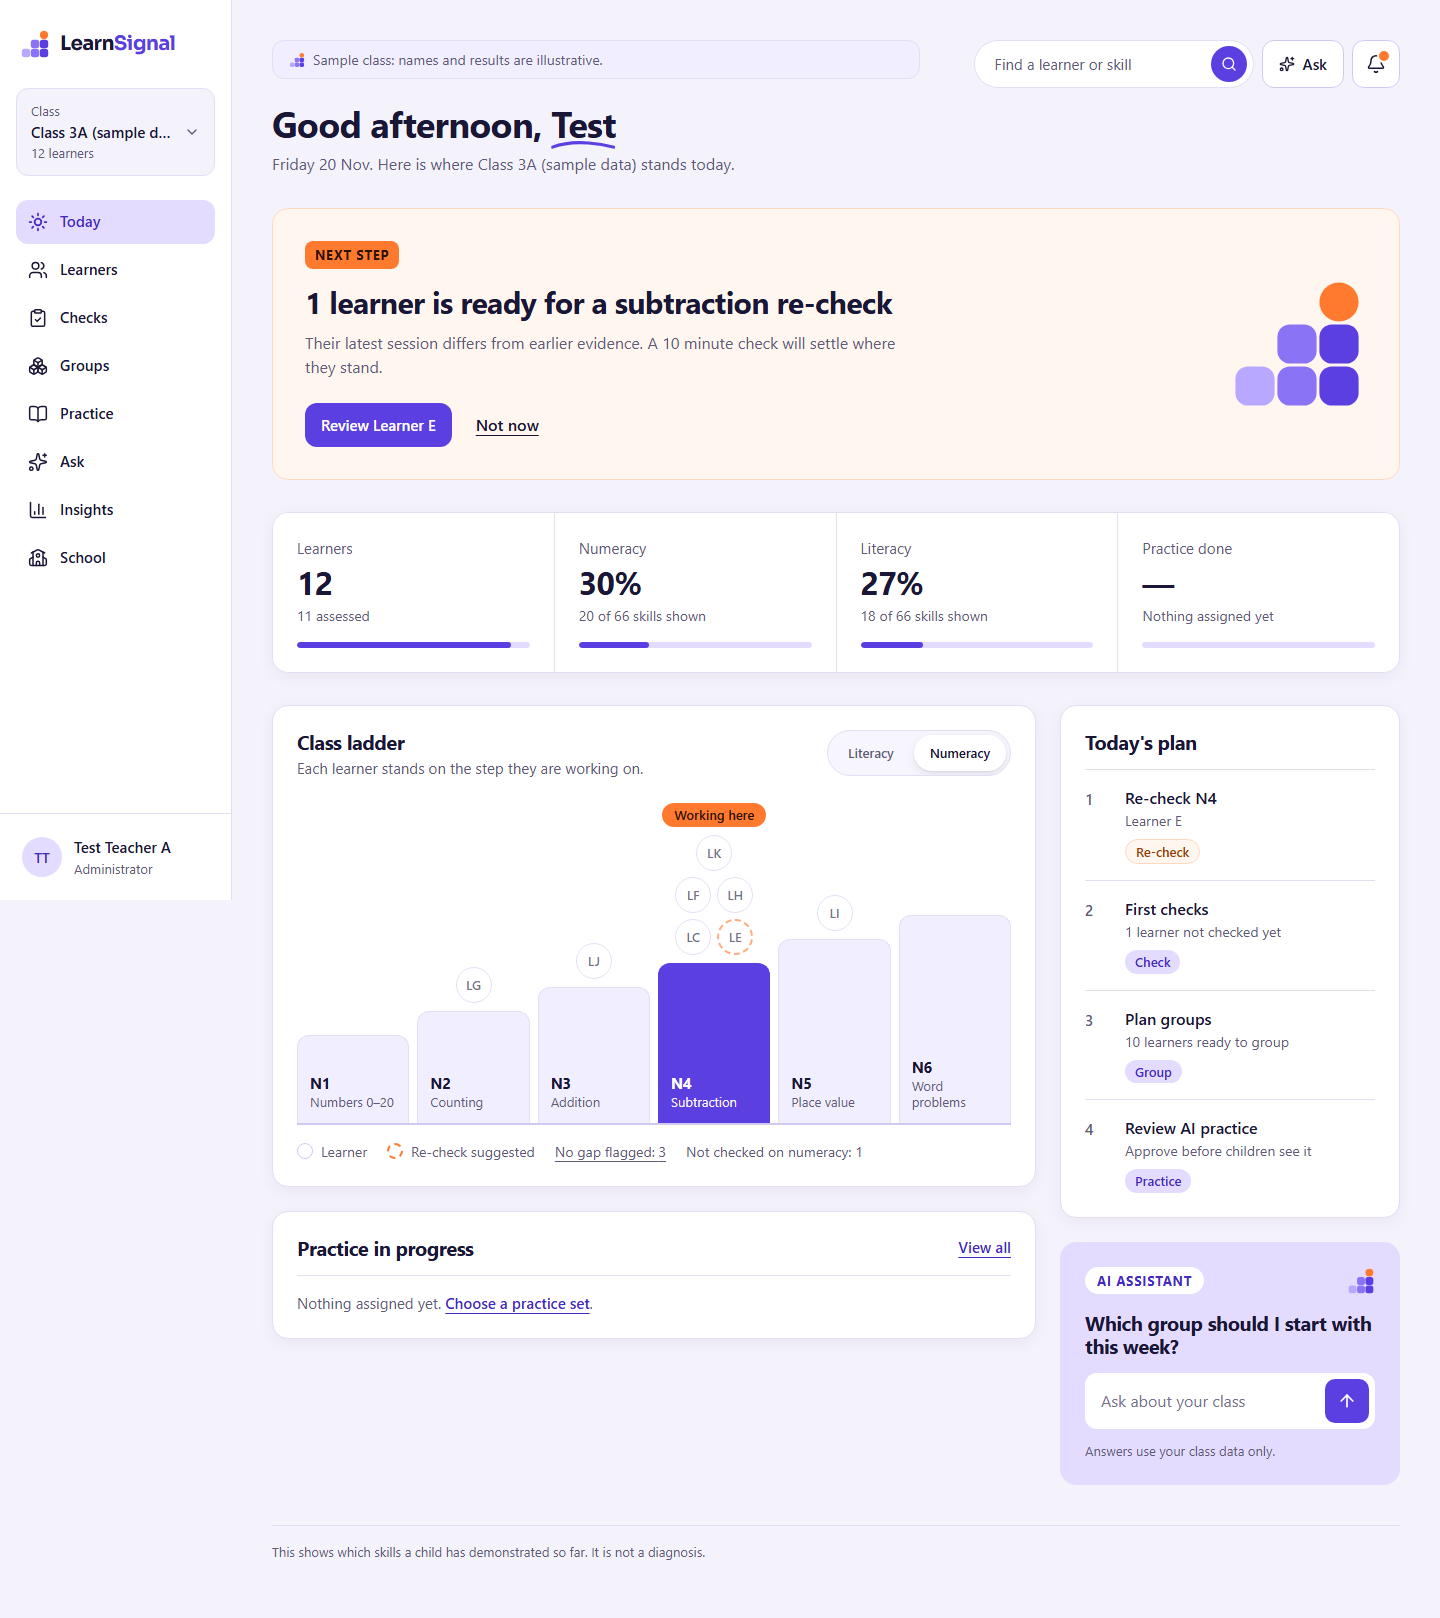 LearnSignal
Class
Class 3A (sample d...
12 learners
Today
Learners
Checks
Groups
Practice
Ask
Insights
School
TT
Test Teacher A
Administrator
Sample class: names and results are illustrative.
Find a learner or skill
Ask
Good afternoon, Test
Friday 20 Nov. Here is where Class 3A (sample data) stands today.
NEXT STEP
1 learner is ready for a subtraction re-check
Their latest session differs from earlier evidence. A 10 minute check will settle where
they stand.
Review Learner E
Not now
Learners
12
11 assessed
Numeracy
30%
20 of 66 skills shown
Literacy
27%
18 of 66 skills shown
Practice done
—
Nothing assigned yet
Class ladder
Each learner stands on the step they are working on.
Literacy
Numeracy
Working here
LK
LF
LH
LC
LE
LI
LJ
LG
N1
Numbers 0–20
N2
Counting
N3
Addition
N4
Subtraction
N5
Place value
N6
Word
problems
Learner
Re-check suggested
No gap flagged: 3
Not checked on numeracy: 1
Practice in progress
View all
Nothing assigned yet. Choose a practice set.
Today's plan
1
Re-check N4
Learner E
Re-check
2
First checks
1 learner not checked yet
Check
3
Plan groups
10 learners ready to group
Group
4
Review AI practice
Approve before children see it
Practice
AI ASSISTANT
Which group should I start with
this week?
Ask about your class
Answers use your class data only.
This shows which skills a child has demonstrated so far. It is not a diagnosis.